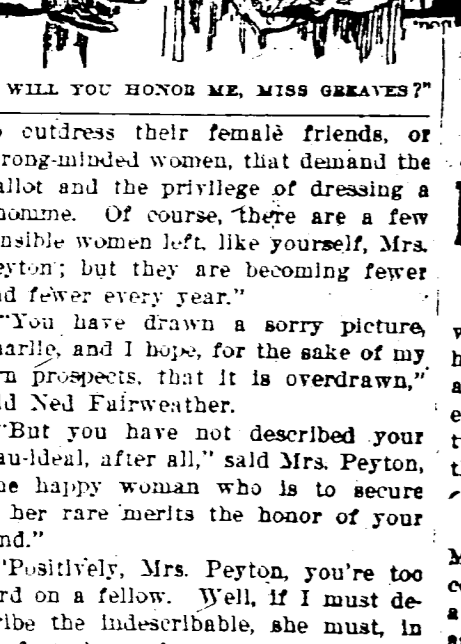 WILL YOU HONOR ME, MISS GREAVES?"
outdress their female friends, or
rong-minded women, that demand the
allot and the privilege of dressing a
homme. Of course, there are a few
nsible women left, like yourself, Mrs.
eyton; but they are becoming fewer
nd fewer every year."
"You have drawn a sorry picture,
harlie, and I hope, for the sake of my
n prospects, that it is overdrawn,"
id Ned Fairweather.
"But you have not described your
au-ideal, after all," said Mrs. Peyton,
he happy woman who is to secure
her rare merits the honor of your
nd."
"Positively, Mrs. Peyton, you're too
rd on a fellow. Well, if I must de-
ribe the indescribable, she must, in